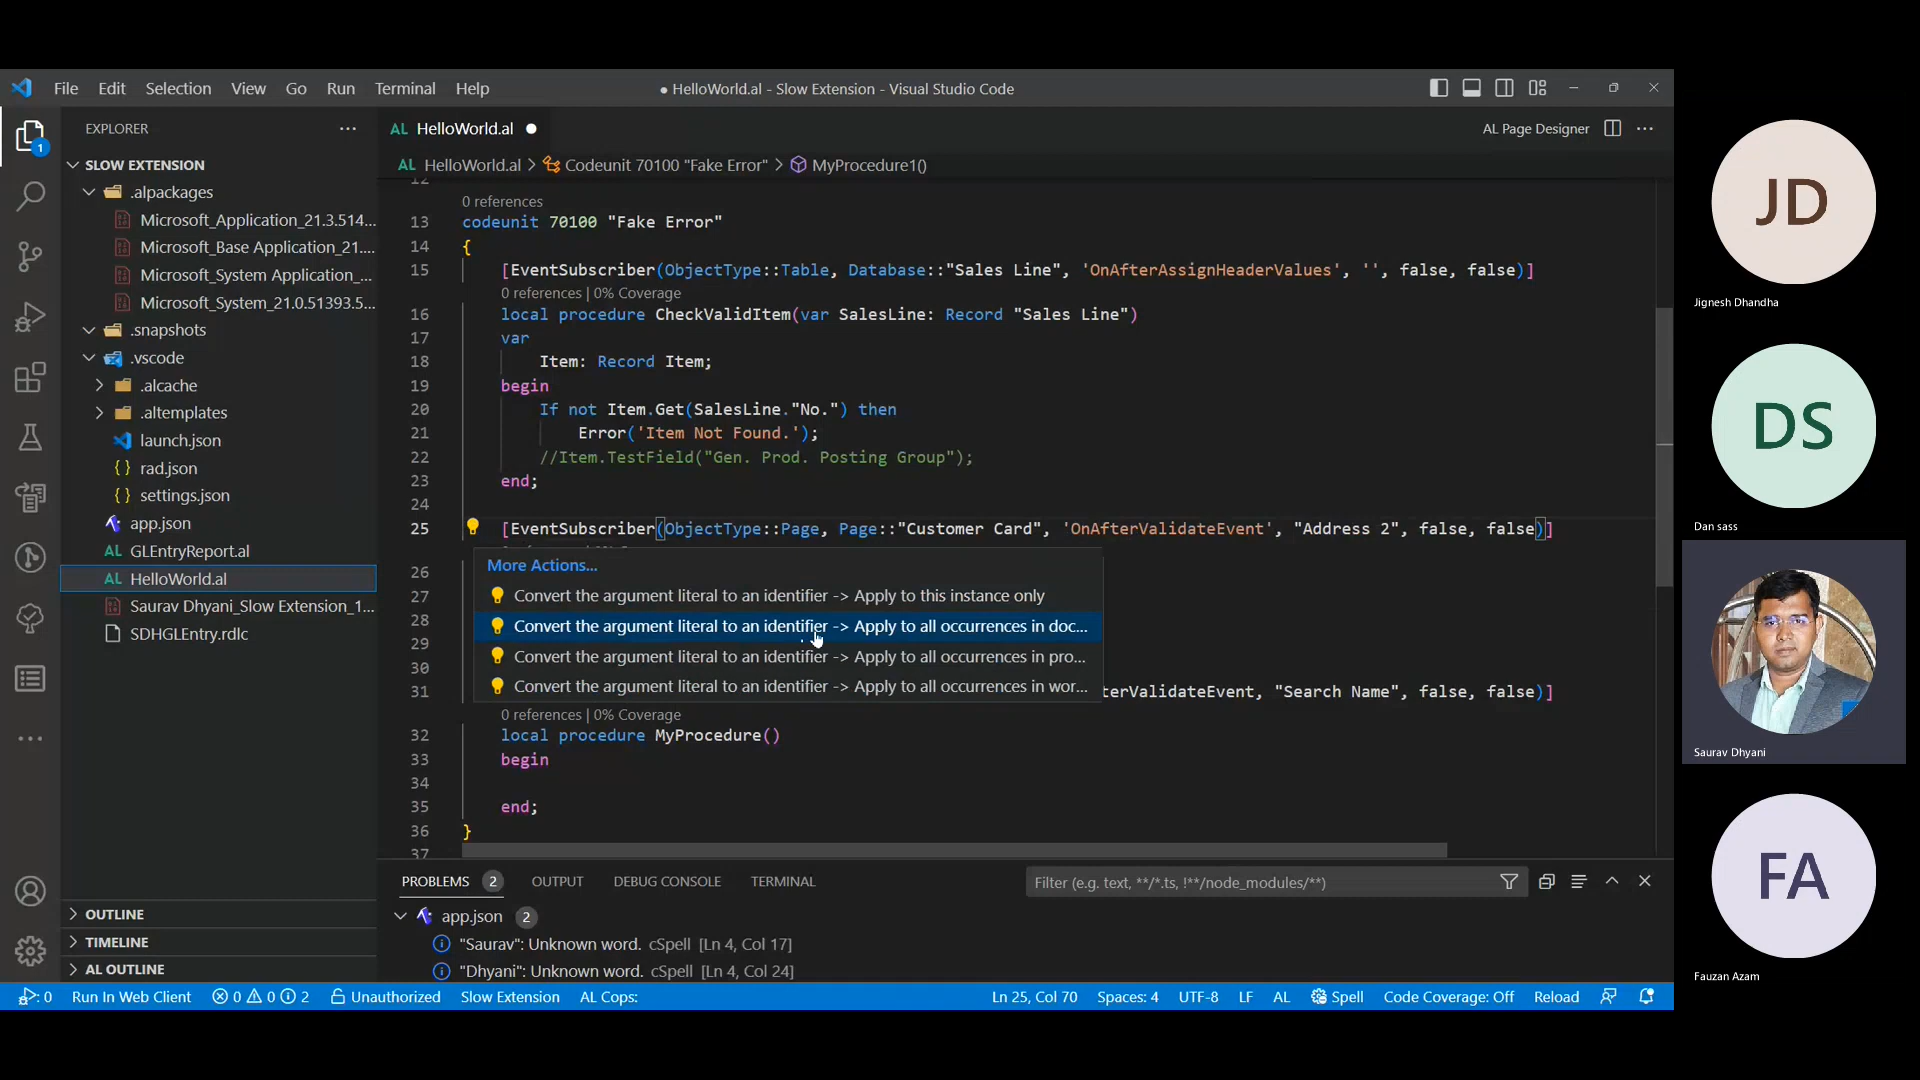 File Edit Selection View Go Run Terminal Help
● HelloWorld.al - Slow Extension - Visual Studio Code
EXPLORER
1
SLOW EXTENSION
.alpackages
Microsoft_Application_21.3.514...
Microsoft_Base Application_21....
Microsoft_System Application_...
Microsoft_System_21.0.51393.5...
.snapshots
.vscode
.alcache
.altemplates
launch.json
{} rad.json
{} settings.json
app.json
AL GLEntryReport.al
AL HelloWorld.al
Saurav Dhyani_Slow Extension_1...
SDHGLEntry.rdlc
OUTLINE
TIMELINE
AL OUTLINE
AL HelloWorld.al ●
AL Page Designer
AL HelloWorld.al > Codeunit 70100 "Fake Error" > MyProcedure1()
12
0 references
13 codeunit 70100 "Fake Error"
14 {
15 [EventSubscriber(ObjectType::Table, Database::"Sales Line", 'OnAfterAssignHeaderValues', '', false, false)]
0 references | 0% Coverage
16 local procedure CheckValidItem(var SalesLine: Record "Sales Line")
17 var
18 Item: Record Item;
19 begin
20 If not Item.Get(SalesLine."No.") then
21 Error('Item Not Found.');
22 //Item.TestField("Gen. Prod. Posting Group");
23 end;
24
25 [EventSubscriber(ObjectType::Page, Page::"Customer Card", 'OnAfterValidateEvent', "Address 2", false, false)]
More Actions...
26
27 Convert the argument literal to an identifier -> Apply to this instance only
28 Convert the argument literal to an identifier -> Apply to all occurrences in doc...
29
30 Convert the argument literal to an identifier -> Apply to all occurrences in pro...
Convert the argument literal to an identifier -> Apply to all occurrences in wor...
31 terValidateEvent, "Search Name", false, false)]
0 references | 0% Coverage
32 local procedure MyProcedure()
33 begin
34
35 end;
36 }
37
PROBLEMS 2 OUTPUT DEBUG CONSOLE TERMINAL
Filter (e.g. text, **/*.ts, !**/node_modules/**)
app.json 2
"Saurav": Unknown word. cSpell [Ln 4, Col 17]
"Dhyani": Unknown word. cSpell [Ln 4, Col 24]
: 0 Run In Web Client 0 0 2 Unauthorized Slow Extension AL Cops:
Ln 25, Col 70 Spaces: 4 UTF-8 LF AL Spell Code Coverage: Off Reload
JD
Jignesh Dhandha
DS
Dan sass
Saurav Dhyani
FA
Fauzan Azam